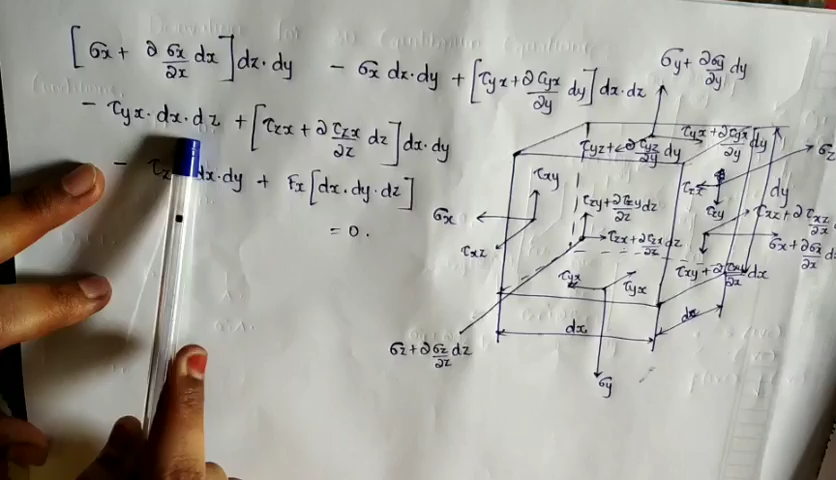 [σx + ∂σx/∂x dx] dz·dy - σx dz·dy + [τyx + ∂τyx/∂y dy] dx·dz
- τyx·dx·dz + [τzx + ∂τzx/∂z dz] dx·dy
- dx·dy + Fx [dx·dy·dz]
= 0.
σy + ∂σy/∂y dy
τyz + ∂τyz/∂y dy
τyx + ∂τyx/∂y dy
dy
τxy
σx
τxz
τzy + ∂τzy/∂z dz
τzx + ∂τzx/∂z dz
τzx
τzy
τxz + ∂τxz/∂x
σx + ∂σx/∂x
τxy + ∂τxy/∂x dx
τyx
τyx
dx
σz + ∂σz/∂z dz
σy